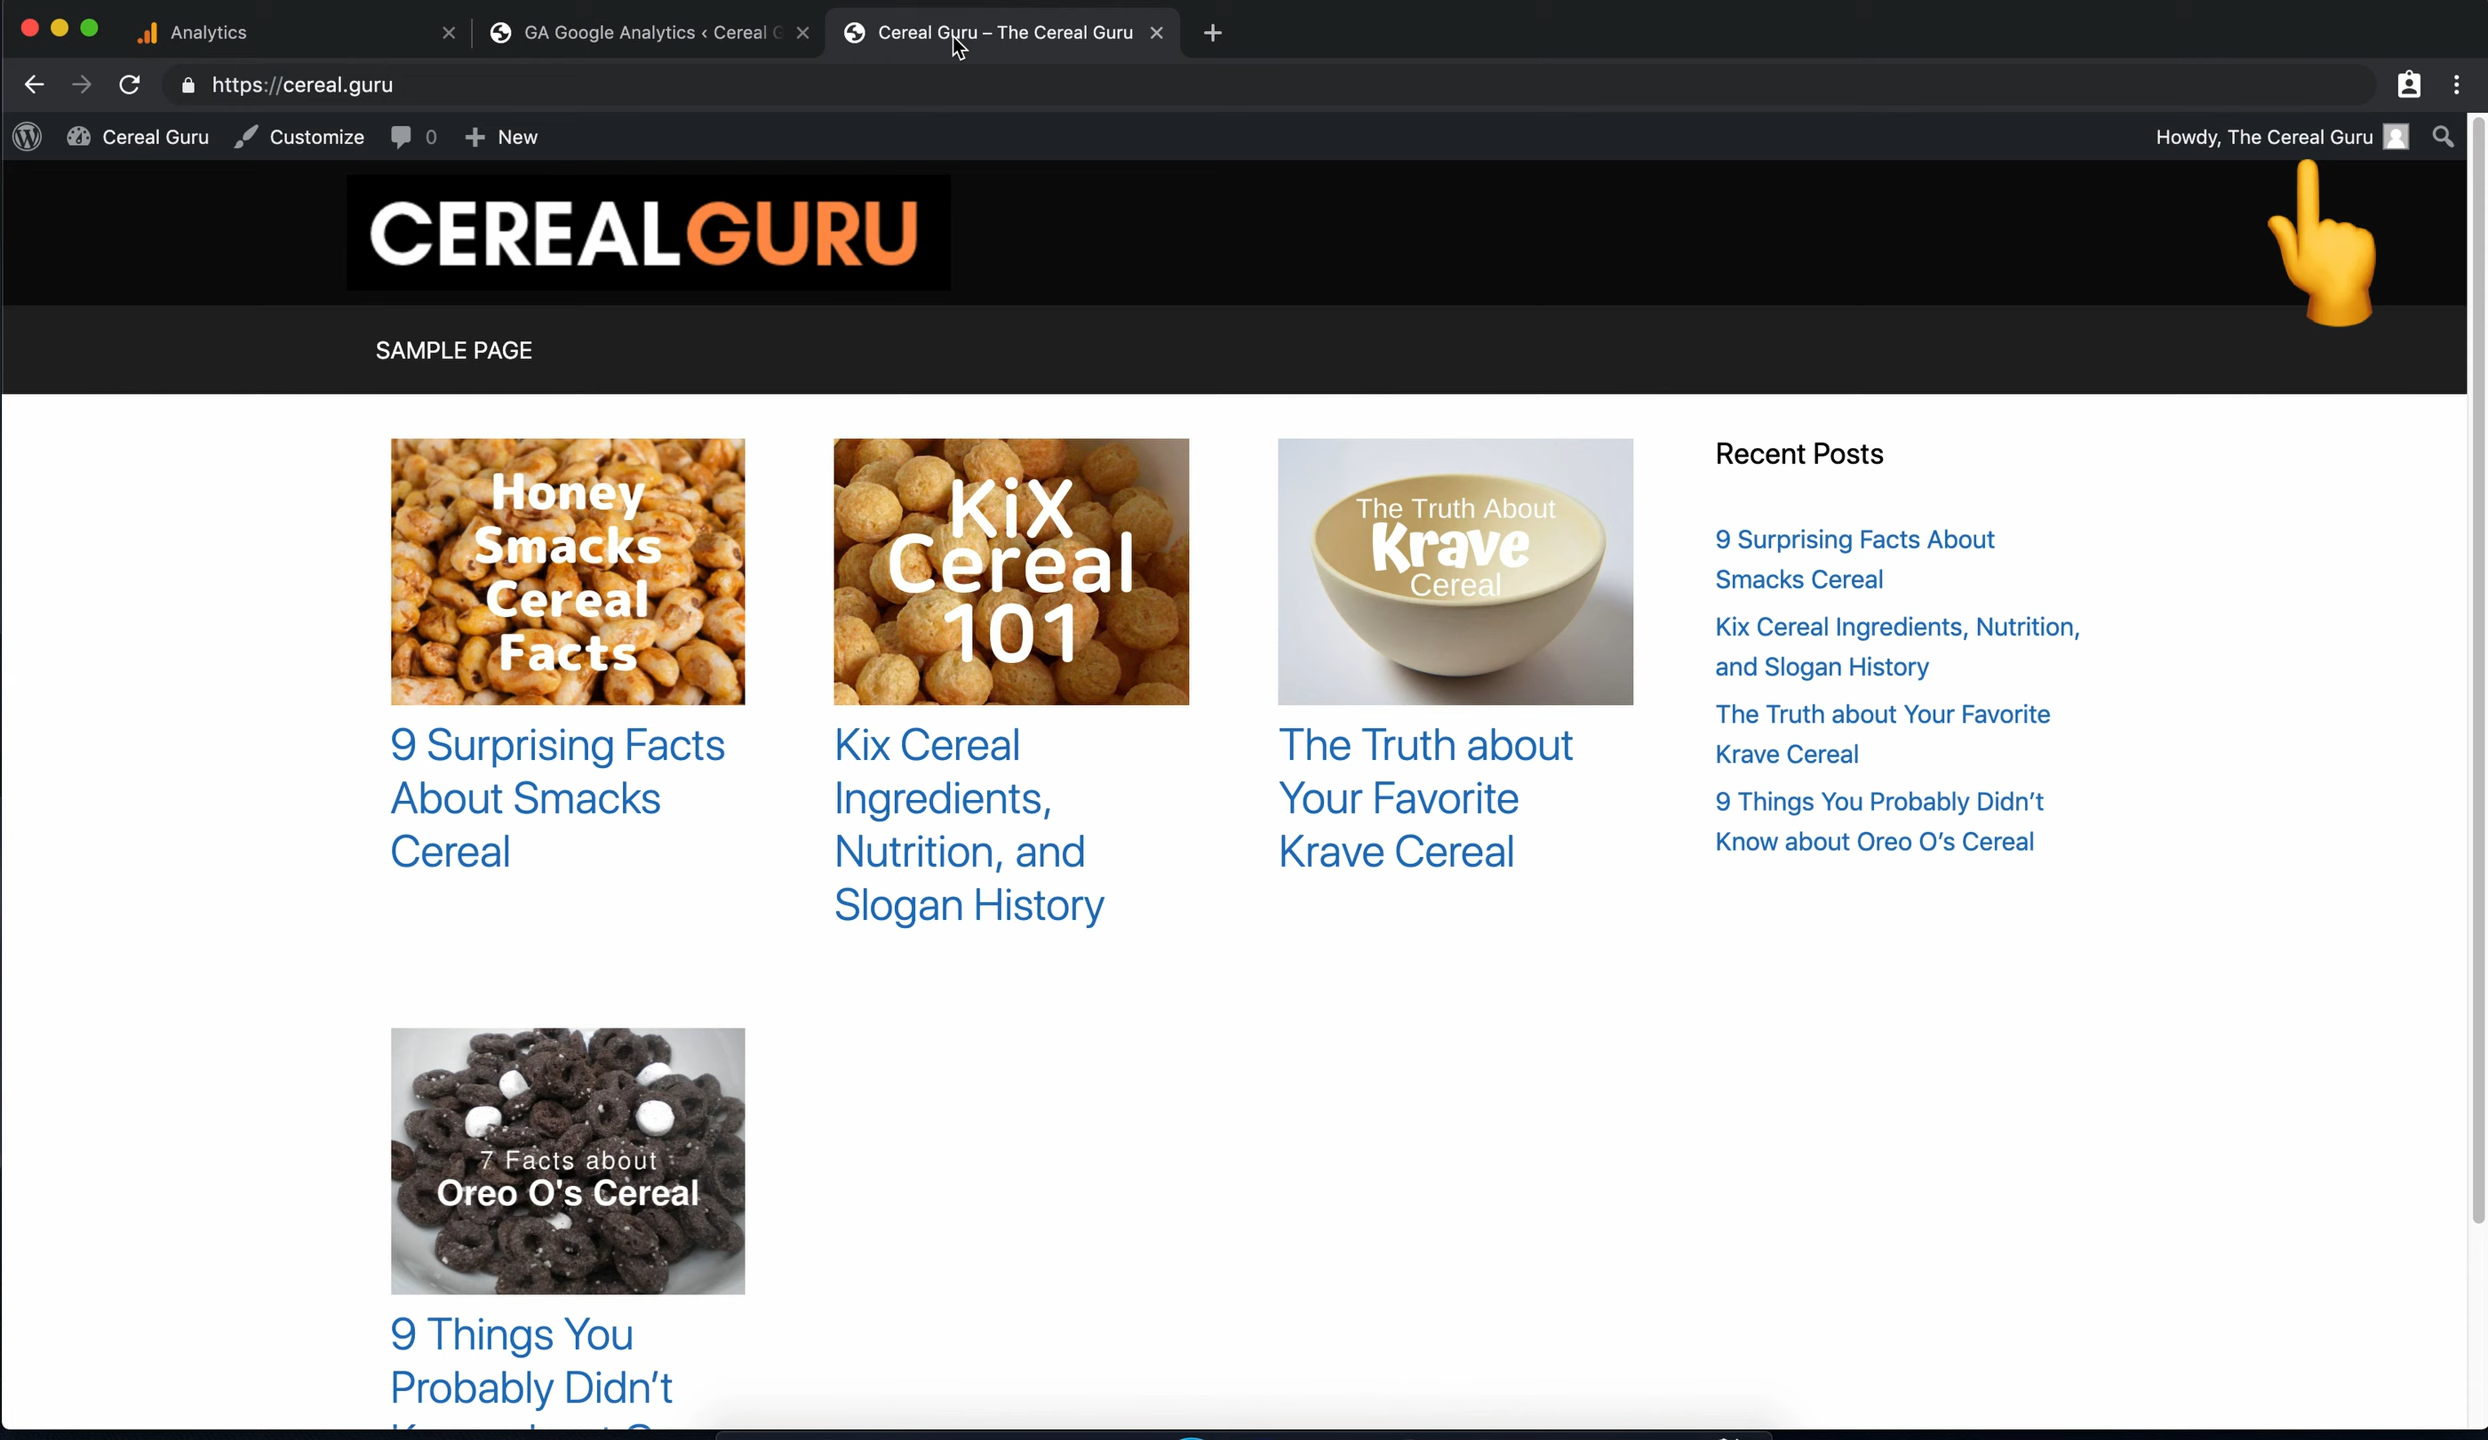 Analytics
GA Google Analytics ‹ Cereal G
Cereal Guru – The Cereal Guru
https://cereal.guru
Cereal Guru
Customize
0
New
Howdy, The Cereal Guru
CEREALGURU
SAMPLE PAGE
Honey
Smacks
Cereal
Facts
9 Surprising Facts
About Smacks
Cereal
KiX
Cereal
101
Kix Cereal
Ingredients,
Nutrition, and
Slogan History
The Truth About
Krave
Cereal
The Truth about
Your Favorite
Krave Cereal
Recent Posts
9 Surprising Facts About
Smacks Cereal
Kix Cereal Ingredients, Nutrition,
and Slogan History
The Truth about Your Favorite
Krave Cereal
9 Things You Probably Didn’t
Know about Oreo O’s Cereal
7 Facts about
Oreo O's Cereal
9 Things You
Probably Didn’t